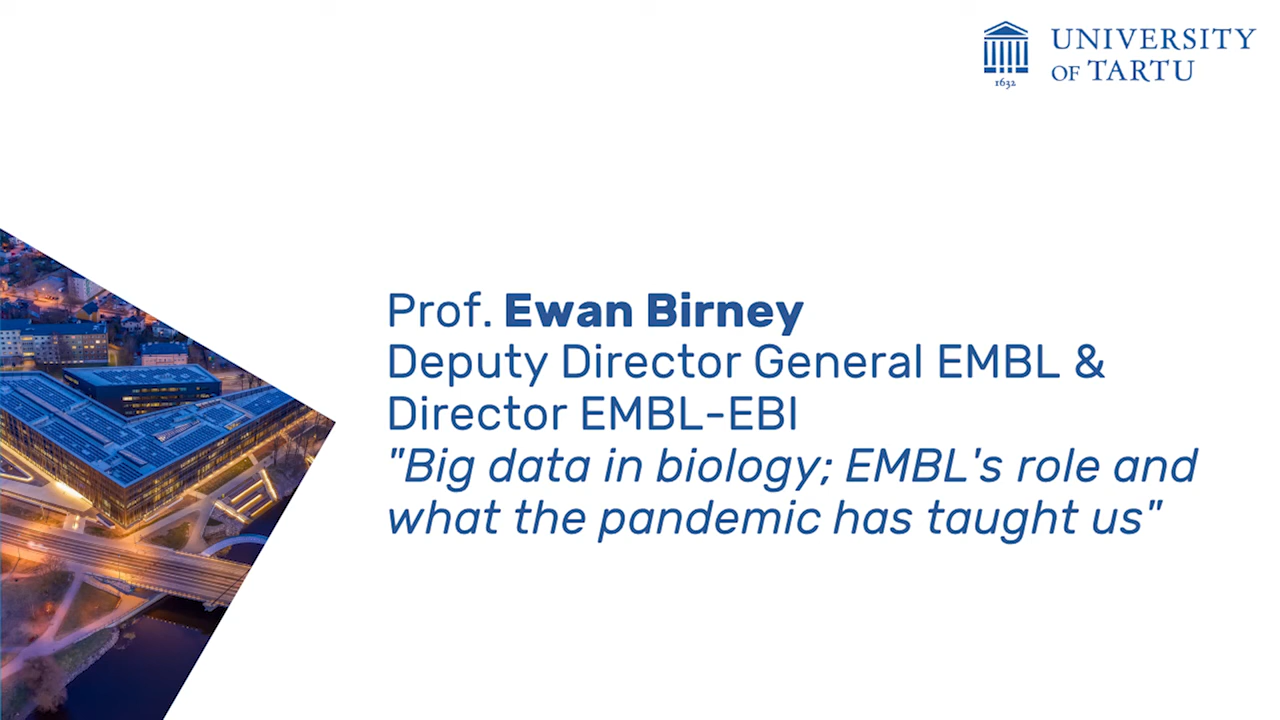 UNIVERSITY
OF TARTU
1632
Prof. Ewan Birney
Deputy Director General EMBL &
Director EMBL-EBI
"Big data in biology; EMBL's role and
what the pandemic has taught us"